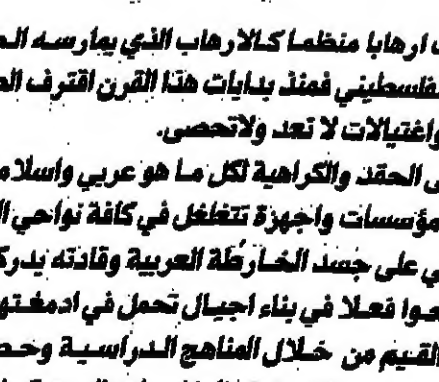 ارهابا منظما كالارهاب الذي يمارسه
فلسطيني فمنذ بدايات هذا القرن اقترف
واغتيالات لا تعد ولاتحصى.
الحقد والكراهية لكل ما هو عربي واسلا
مؤسسات واجهزة تتغلغل في كافة نواحي
ي على جسد الخارطة العربية وقادته يدرك
حوا فعلا في بناء اجيال تحمل في ادمغته
القيم من خلال المناهج الدراسية وحص